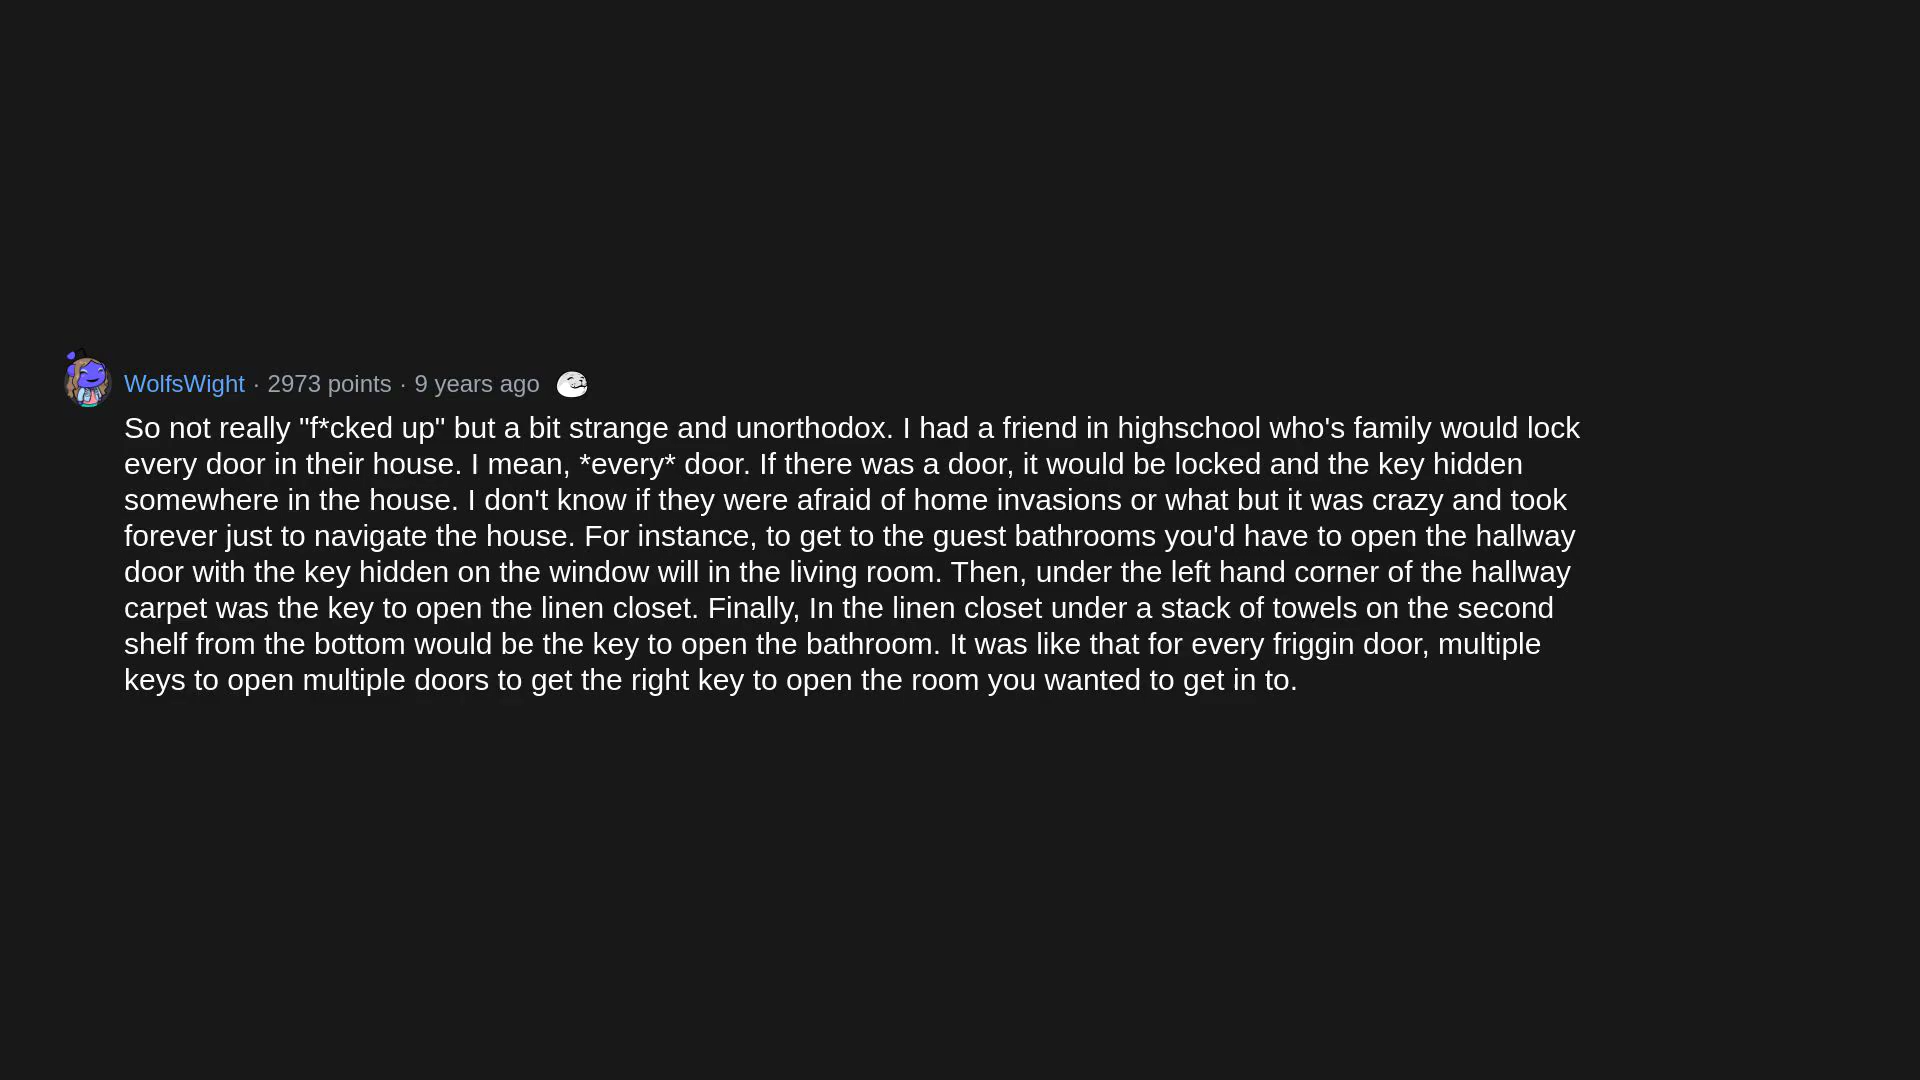 WolfsWight · 2973 points · 9 years ago
So not really "f*cked up" but a bit strange and unorthodox. I had a friend in highschool who's family would lock
every door in their house. I mean, *every* door. If there was a door, it would be locked and the key hidden
somewhere in the house. I don't know if they were afraid of home invasions or what but it was crazy and took
forever just to navigate the house. For instance, to get to the guest bathrooms you'd have to open the hallway
door with the key hidden on the window will in the living room. Then, under the left hand corner of the hallway
carpet was the key to open the linen closet. Finally, In the linen closet under a stack of towels on the second
shelf from the bottom would be the key to open the bathroom. It was like that for every friggin door, multiple
keys to open multiple doors to get the right key to open the room you wanted to get in to.